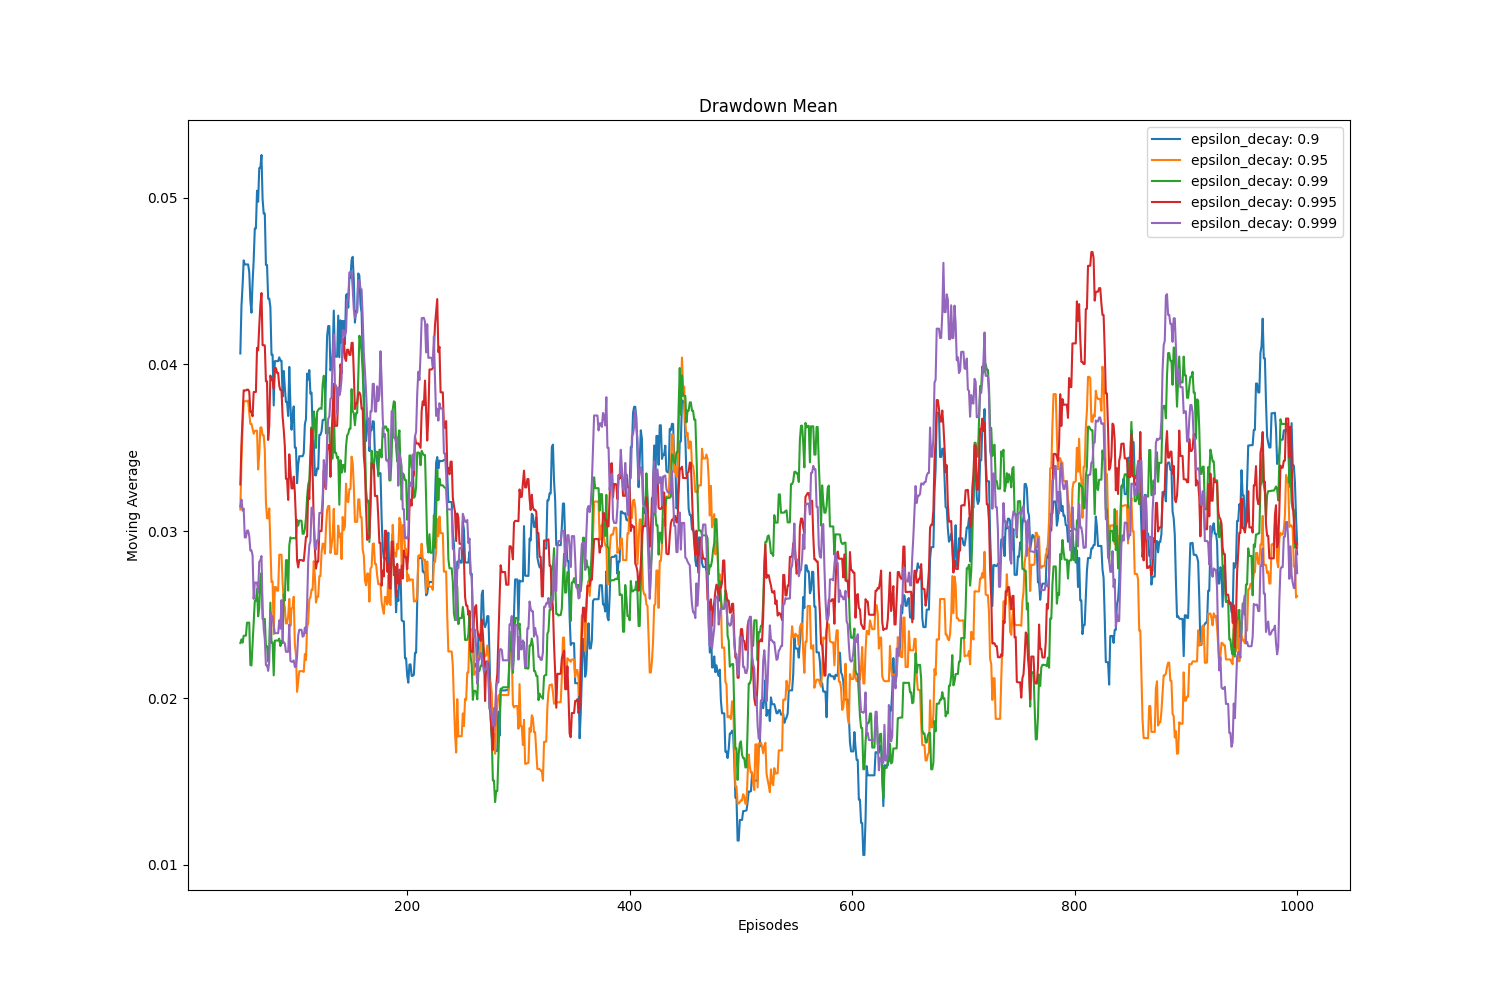 Drawdown Mean
epsilon_decay: 0.9
epsilon_decay: 0.95
epsilon_decay: 0.99
epsilon_decay: 0.995
epsilon_decay: 0.999
0.05
0.04
0.03
0.02
0.01
Moving Average
200
400
600
800
1000
Episodes